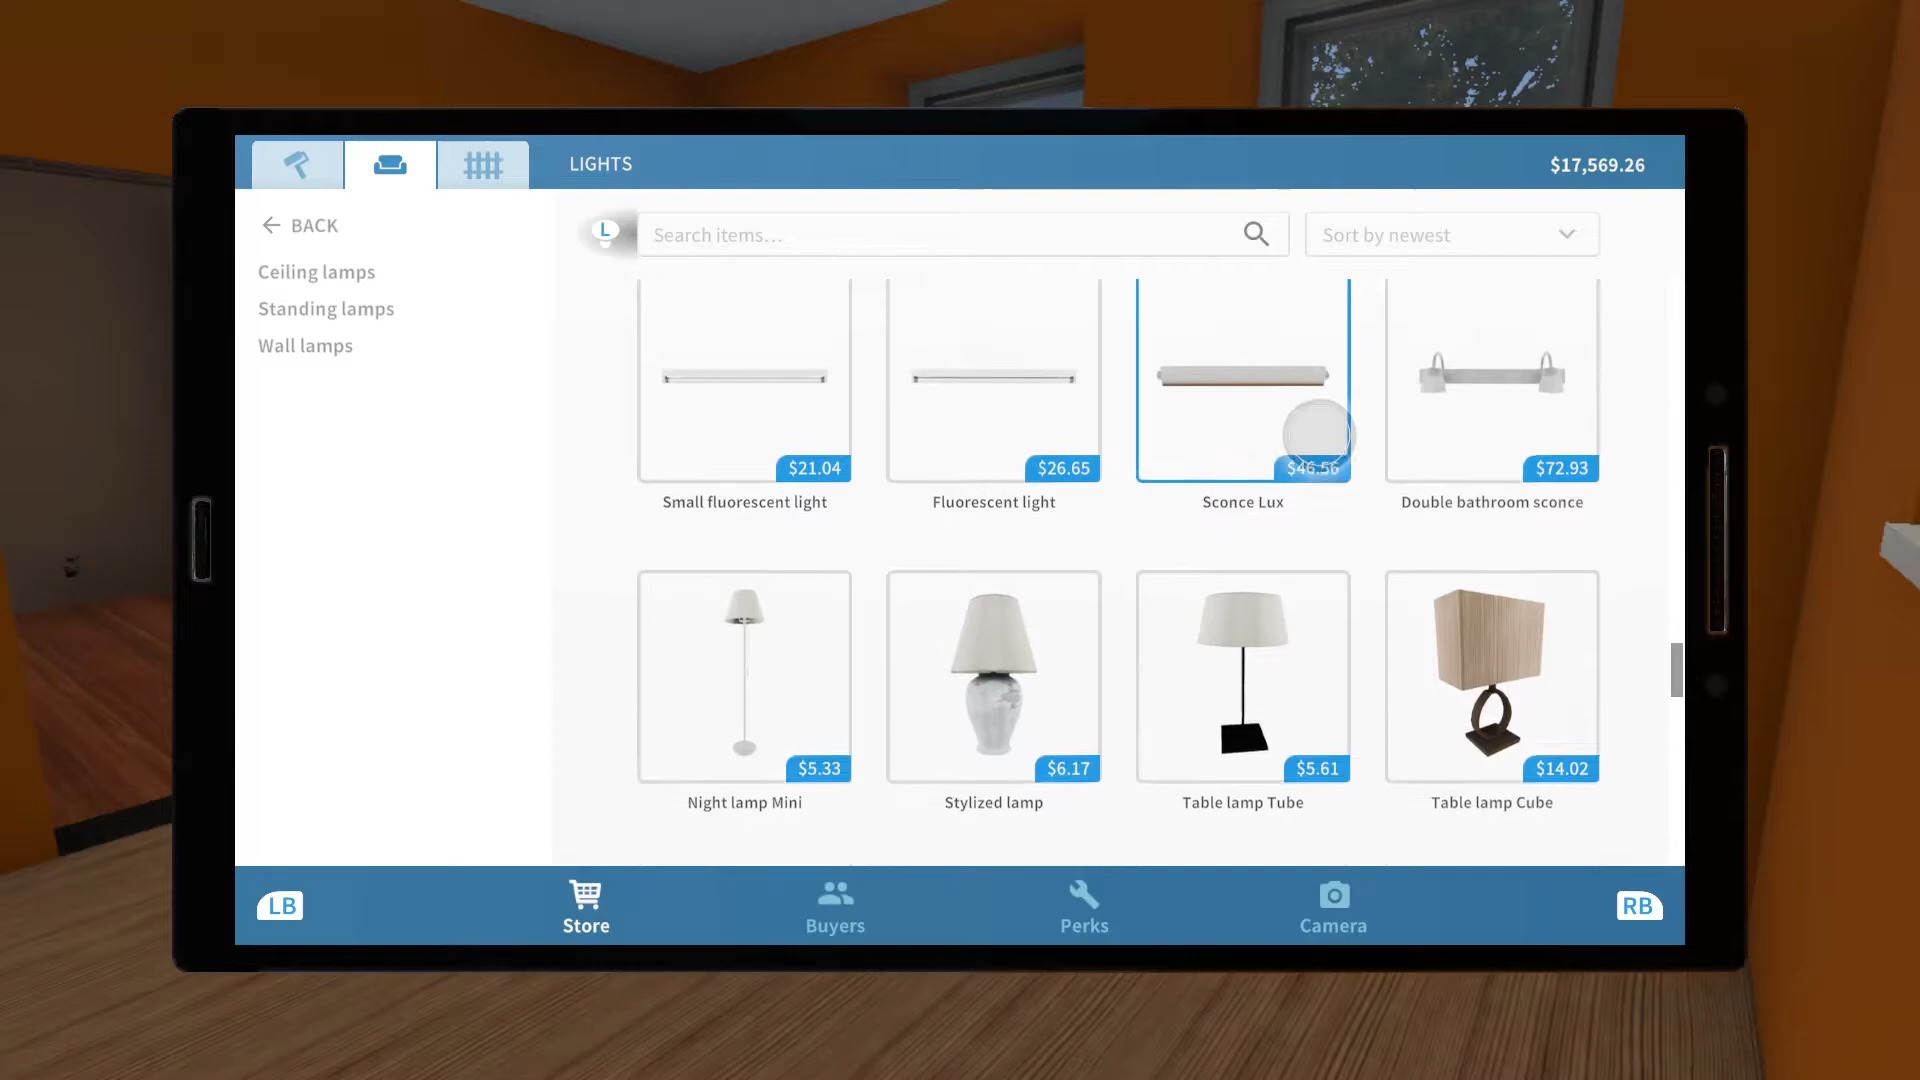 LIGHTS
$17,569.26
BACK
L
Search items...
Sort by newest
Ceiling lamps
Standing lamps
Wall lamps
$21.04
$26.65
$46.56
$72.93
Small fluorescent light
Fluorescent light
Sconce Lux
Double bathroom sconce
$5.33
$6.17
$5.61
$14.02
Night lamp Mini
Stylized lamp
Table lamp Tube
Table lamp Cube
LB
Store
Buyers
Perks
Camera
RB